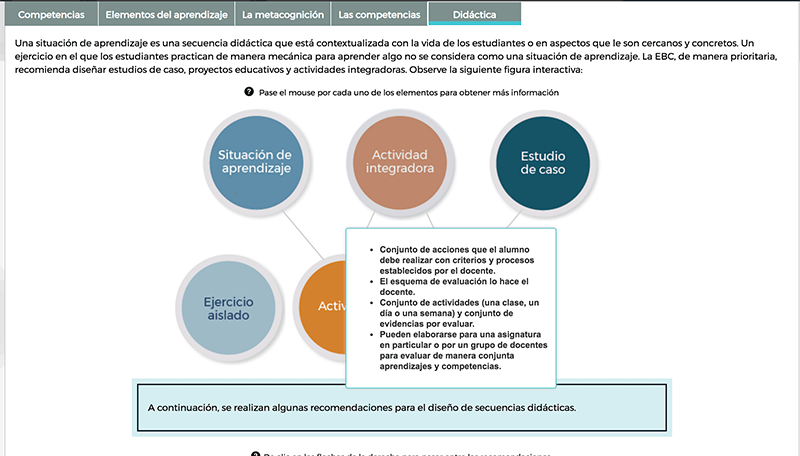 Competencias
Elementos del aprendizaje
La metacognición
Las competencias
Didáctica
Una situación de aprendizaje es una secuencia didáctica que está contextualizada con la vida de los estudiantes o en aspectos que le son cercanos y concretos. Un
ejercicio en el que los estudiantes practican de manera mecánica para aprender algo no se considera como una situación de aprendizaje. La EBC, de manera prioritaria,
recomienda diseñar estudios de caso, proyectos educativos y actividades integradoras. Observe la siguiente figura interactiva:
Pase el mouse por cada uno de los elementos para obtener más información
Situación de
aprendizaje
Actividad
integradora
Estudio
de caso
• Conjunto de acciones que el alumno
debe realizar con criterios y procesos
establecidos por el docente.
• El esquema de evaluación lo hace el
docente.
• Conjunto de actividades (una clase, un
día o una semana) y conjunto de
evidencias por evaluar.
• Pueden elaborarse para una asignatura
en particular o por un grupo de docentes
para evaluar de manera conjunta
aprendizajes y competencias.
Ejercicio
aislado
Activ
A continuación, se realizan algunas recomendaciones para el diseño de secuencias didácticas.